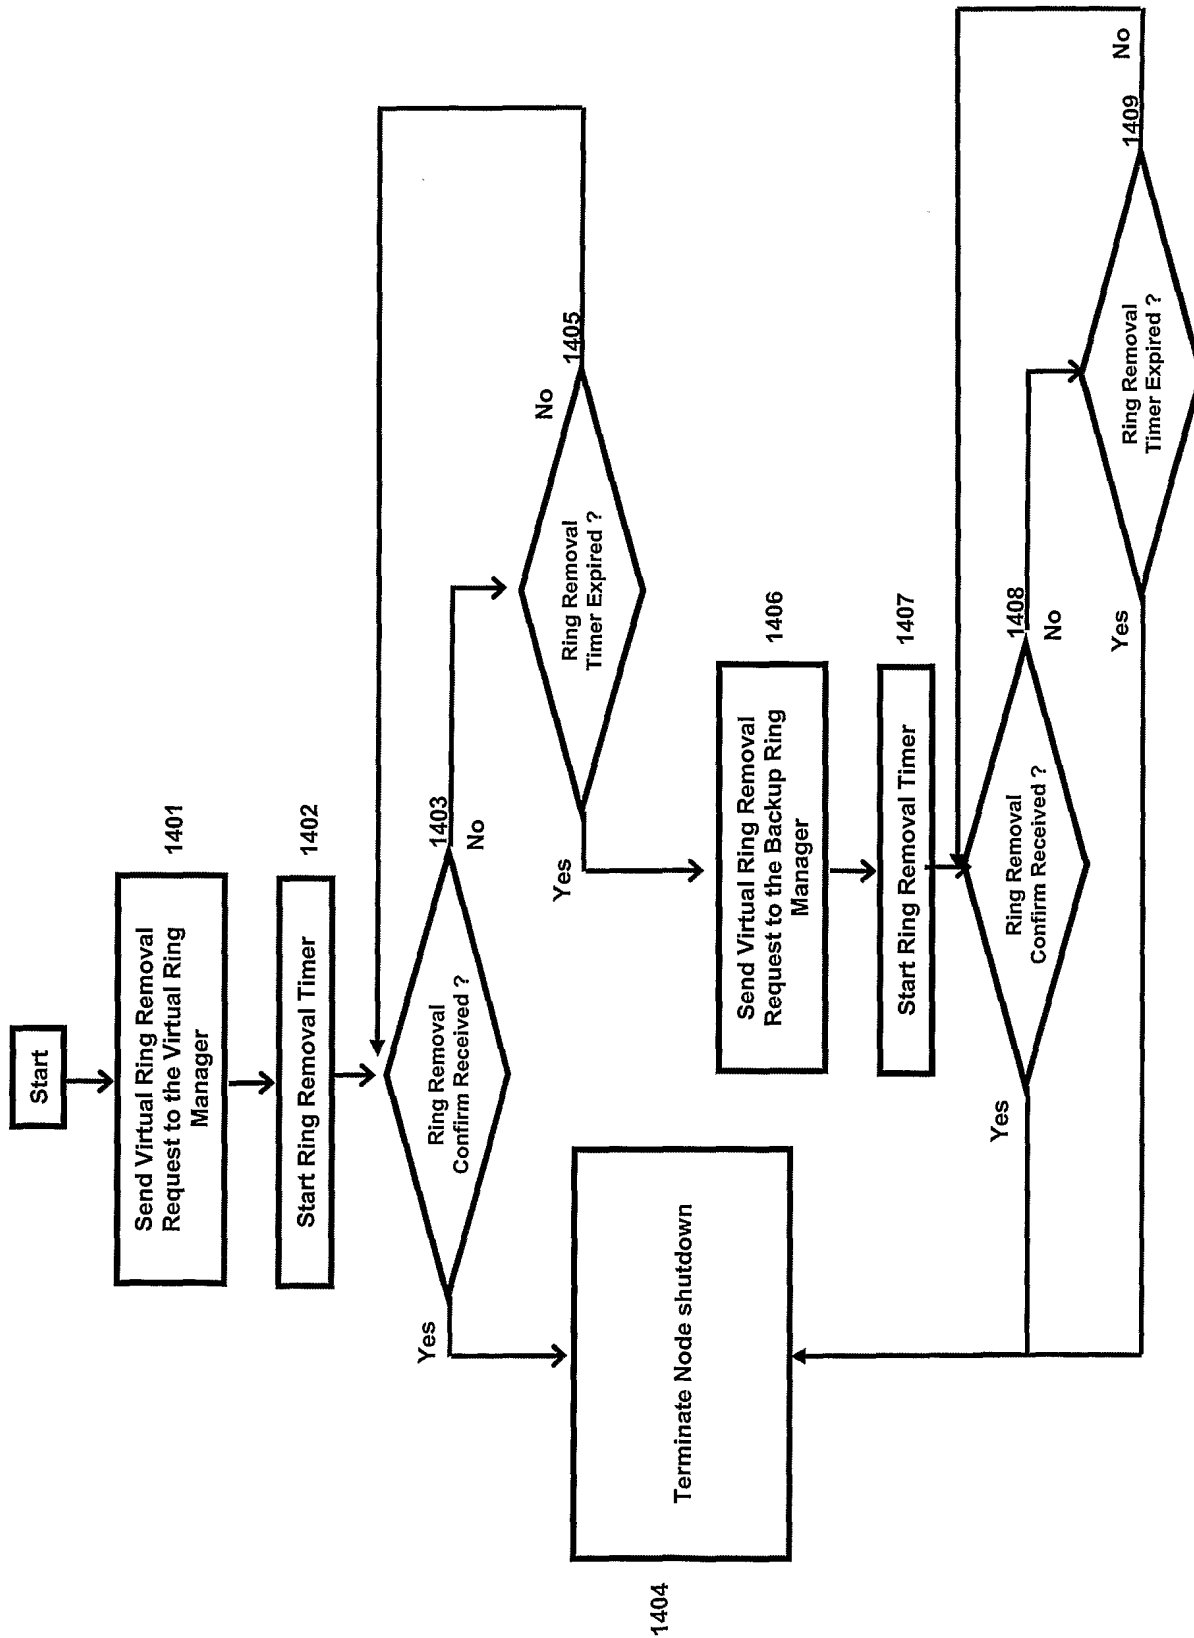 Start
Send Virtual Ring Removal
Request to the Virtual Ring
Manager
1401
Start Ring Removal Timer
1402
Ring Removal
Confirm Received ?
1403
Yes
No
Terminate Node shutdown
1404
Ring Removal
Timer Expired ?
1405
No
Yes
Send Virtual Ring Removal
Request to the Backup Ring
Manager
1406
Start Ring Removal Timer
1407
Ring Removal
Confirm Received ?
1408
Yes
No
Ring Removal
Timer Expired ?
1409
No
Yes